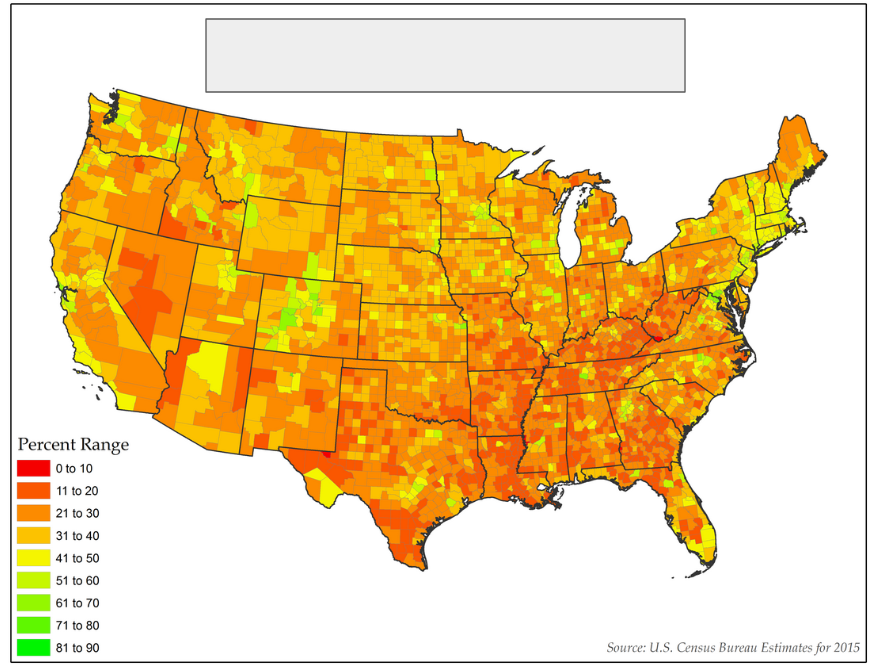 Percent Range
0 to 10
11 to 20
21 to 30
31 to 40
41 to 50
51 to 60
61 to 70
71 to 80
81 to 90
Source: U.S. Census Bureau Estimates for 2015